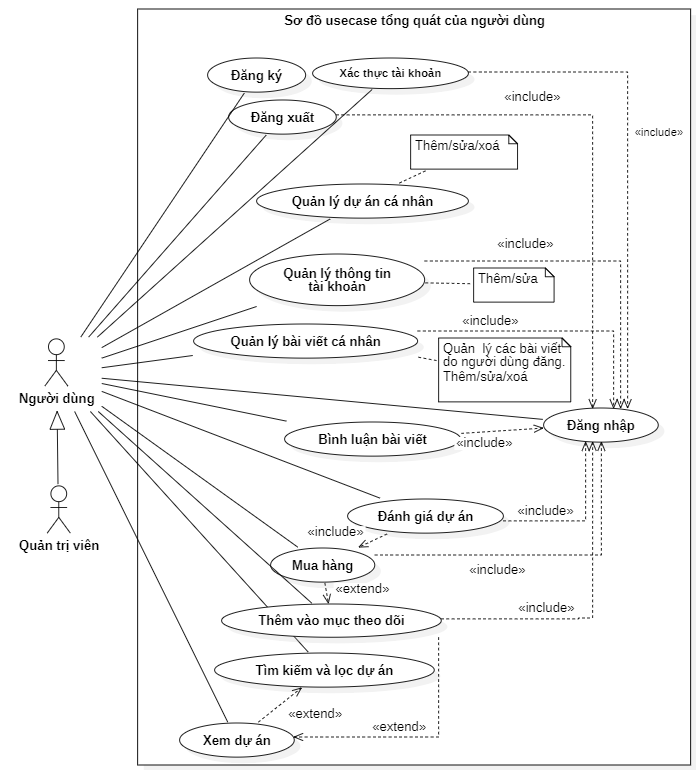 Sơ đồ usecase tổng quát của người dùng
Đăng ký
Xác thực tài khoản
«include»
Đăng xuất
«include»
Thêm/sửa/xoá
Quản lý dự án cá nhân
«include»
Quản lý thông tin
tài khoản
Thêm/sửa
«include»
Quản lý bài viết cá nhân
Quản lý các bài viết
do người dùng đăng.
Thêm/sửa/xoá
Người dùng
Đăng nhập
Bình luận bài viết
«include»
Đánh giá dự án
«include»
«include»
Quản trị viên
Mua hàng
«include»
«extend»
Thêm vào mục theo dõi
«include»
Tìm kiếm và lọc dự án
«extend»
«extend»
Xem dự án